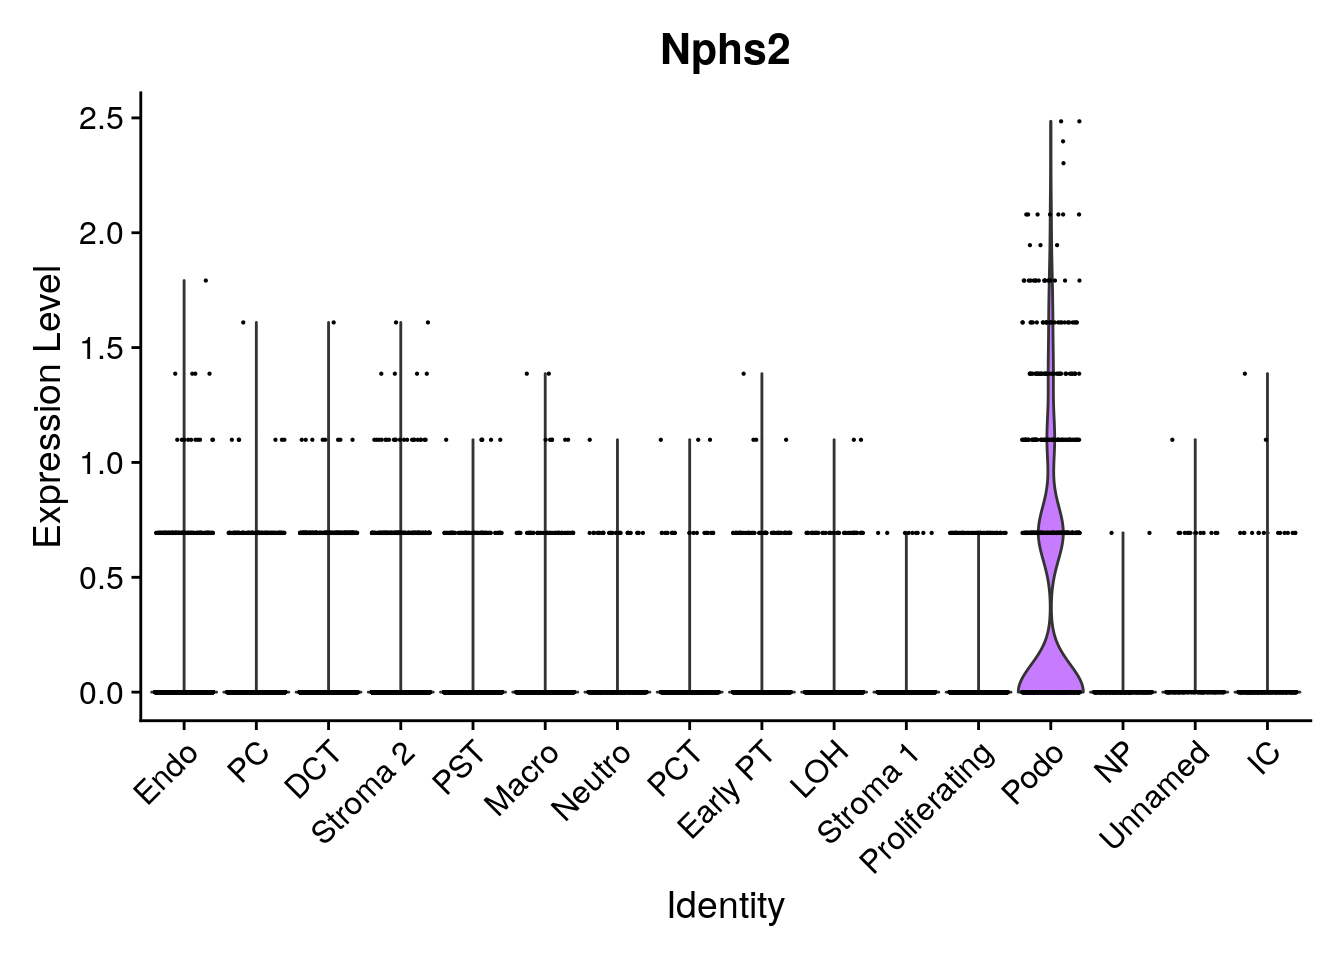 Nphs2
Expression Level
2.5
2.0
1.5
1.0
0.5
0.0
Endo
PC
DCT
Stroma 2
PST
Macro
Neutro
PCT
Early PT
LOH
Stroma 1
Proliferating
Podo
NP
Unnamed
IC
Identity